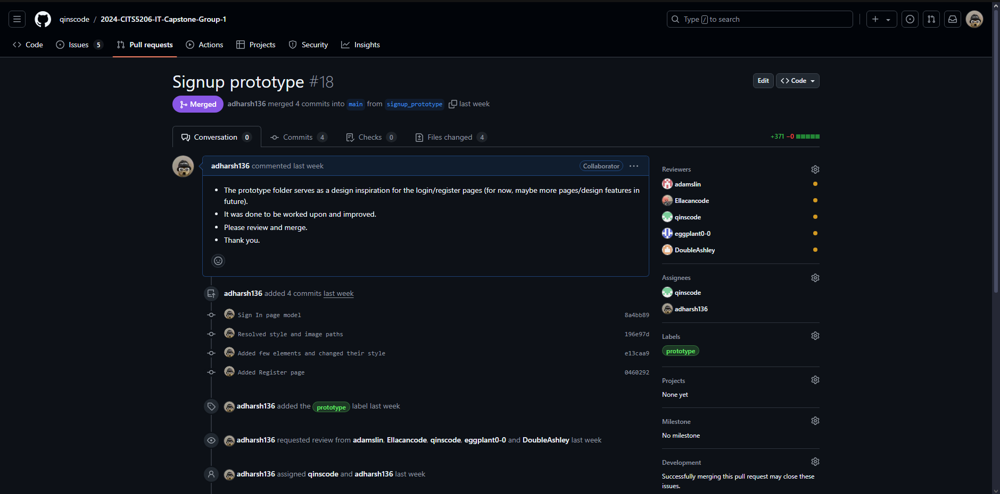 qinscode / 2024-CITS5206-IT-Capstone-Group-1
Type / to search
Code
Issues 5
Pull requests
Actions
Projects
Security
Insights
Signup prototype #18
Edit
Code
Merged
adharsh136 merged 4 commits into main from signup_prototype last week
Conversation 0
Commits 4
Checks 0
Files changed 4
+371 −0
adharsh136 commented last week
Collaborator
• The prototype folder serves as a design inspiration for the login/register pages (for now, maybe more pages/design features in
future).
• It was done to be worked upon and improved.
• Please review and merge.
• Thank you.
adharsh136 added 4 commits last week
Sign In page model 8a4bb89
Resolved style and image paths 196e97d
Added few elements and changed their style e13caa9
Added Register page 0460292
adharsh136 added the prototype label last week
adharsh136 requested review from adamslin, Ellacancode, qinscode, eggplant0-0 and DoubleAshley last week
adharsh136 assigned qinscode and adharsh136 last week
Reviewers
adamslin
Ellacancode
qinscode
eggplant0-0
DoubleAshley
Assignees
qinscode
adharsh136
Labels
prototype
Projects
None yet
Milestone
No milestone
Development
Successfully merging this pull request may close these
issues.